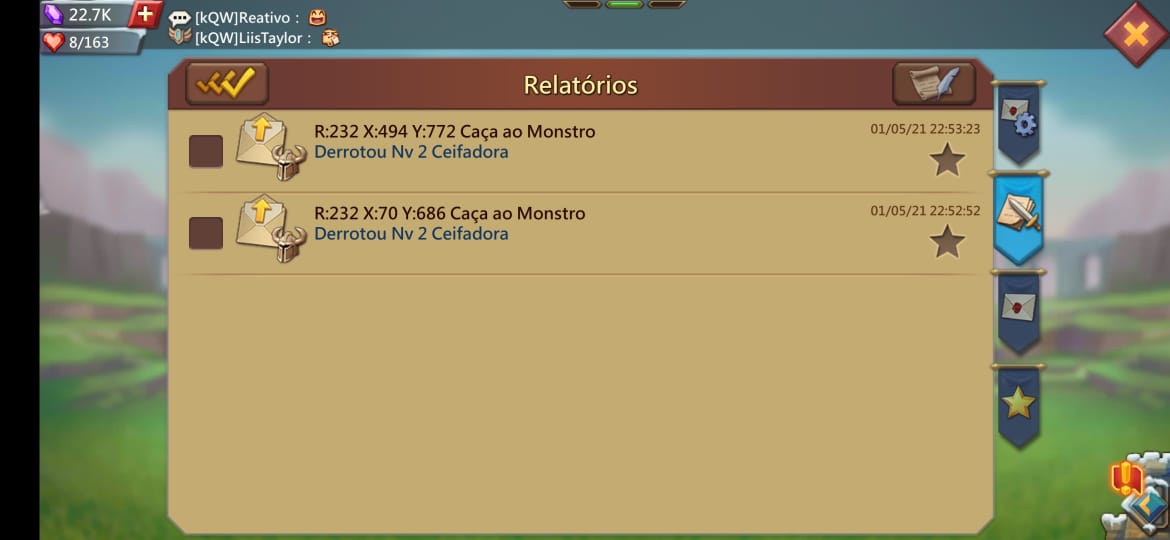 22.7K
8/163
[kQW]Reativo :
[kQW]LiisTaylor :
Relatórios
R:232 X:494 Y:772 Caça ao Monstro
01/05/21 22:53:23
Derrotou Nv 2 Ceifadora
R:232 X:70 Y:686 Caça ao Monstro
01/05/21 22:52:52
Derrotou Nv 2 Ceifadora